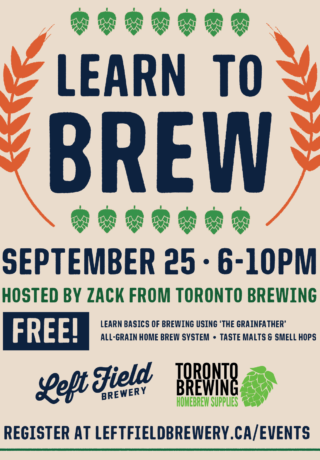 LEARN TO
BREW
SEPTEMBER 25 · 6-10PM
HOSTED BY ZACK FROM TORONTO BREWING
FREE!
LEARN BASICS OF BREWING USING 'THE GRAINFATHER'
ALL-GRAIN HOME BREW SYSTEM • TASTE MALTS & SMELL HOPS
Left Field
BREWERY
TORONTO
BREWING
HOMEBREW SUPPLIES
REGISTER AT LEFTFIELDBREWERY.CA/EVENTS